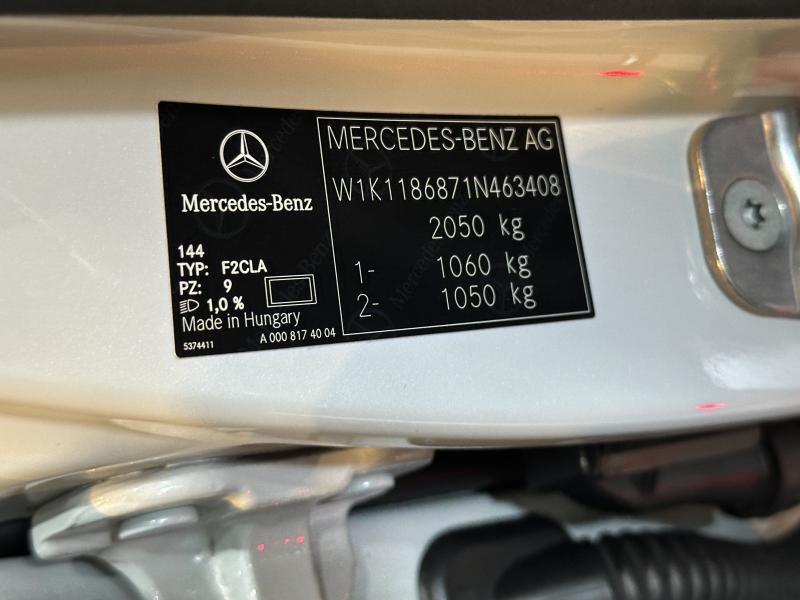 Mercedes-Benz
144
TYP: F2CLA
PZ: 9
1,0 %
Made in Hungary
5374411
A 000 817 40 04
MERCEDES-BENZ AG
W1K1186871N463408
2050 kg
1- 1060 kg
2- 1050 kg